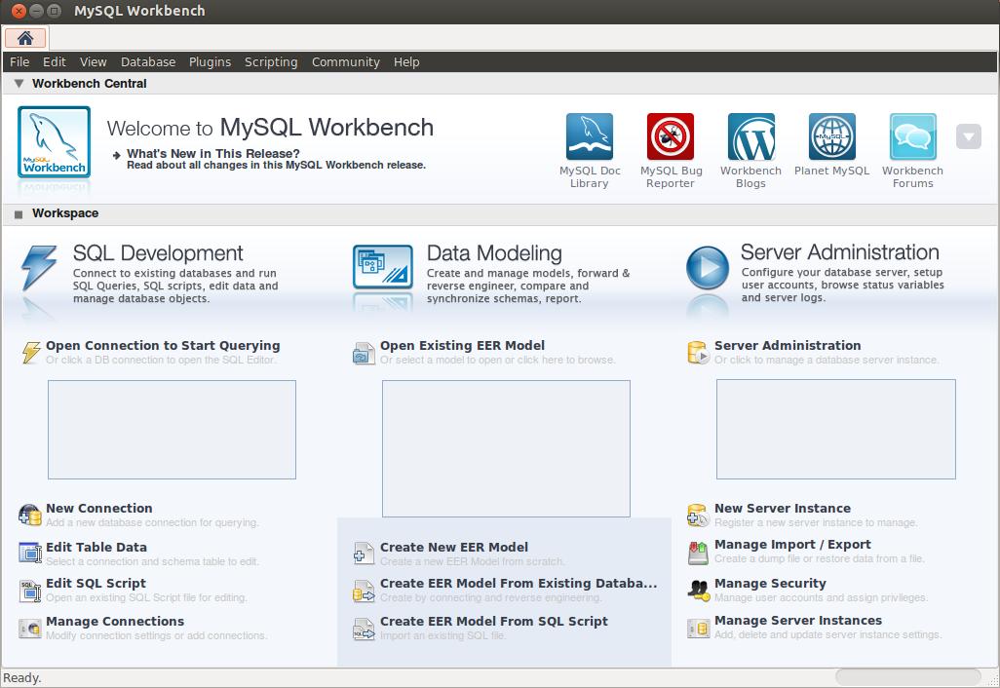 MySQL Workbench
File Edit View Database Plugins Scripting Community Help
Workbench Central
MySQL
Workbench
Welcome to MySQL Workbench
What's New in This Release?
Read about all changes in this MySQL Workbench release.
MySQL Doc
Library
MySQL Bug
Reporter
Workbench
Blogs
MySQL
Planet MySQL
Workbench
Forums
Workspace
SQL Development
Connect to existing databases and run
SQL Queries, SQL scripts, edit data and
manage database objects.
Data Modeling
Create and manage models, forward &
reverse engineer, compare and
synchronize schemas, report.
Server Administration
Configure your database server, setup
user accounts, browse status variables
and server logs.
Open Connection to Start Querying
Or click a DB connection to open the SQL Editor.
Open Existing EER Model
Or select a model to open or click here to browse.
Server Administration
Or click to manage a database server instance.
New Connection
Add a new database connection for querying.
Edit Table Data
Select a connection and schema table to edit.
SQL
Edit SQL Script
Open an existing SQL Script file for editing.
Manage Connections
Modify connection settings or add connections.
Create New EER Model
Create a new EER Model from scratch.
Create EER Model From Existing Databa...
Create by connecting and reverse engineering.
SQL
Create EER Model From SQL Script
Import an existing SQL file.
New Server Instance
Register a new server instance to manage.
Manage Import / Export
Create a dump file or restore data from a file.
Manage Security
Manage user accounts and assign privileges.
Manage Server Instances
Add, delete and update server instance settings.
Ready.